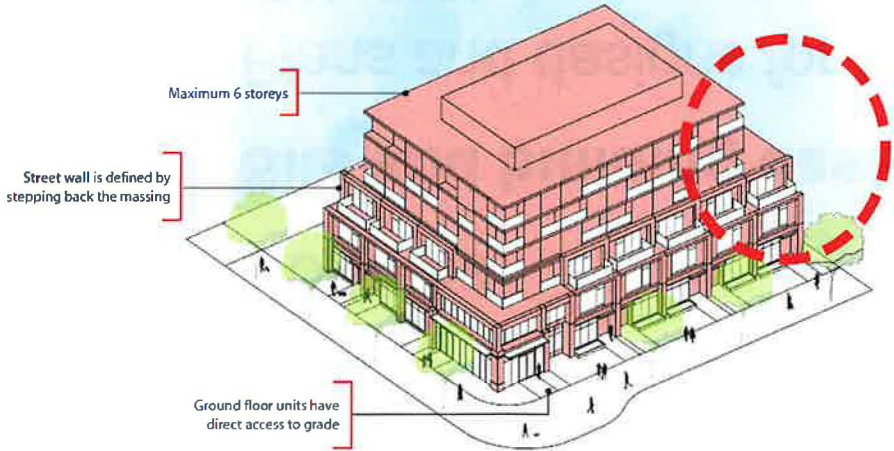 Maximum 6 storeys
Street wall is defined by
stepping back the massing
Ground floor units have
direct access to grade